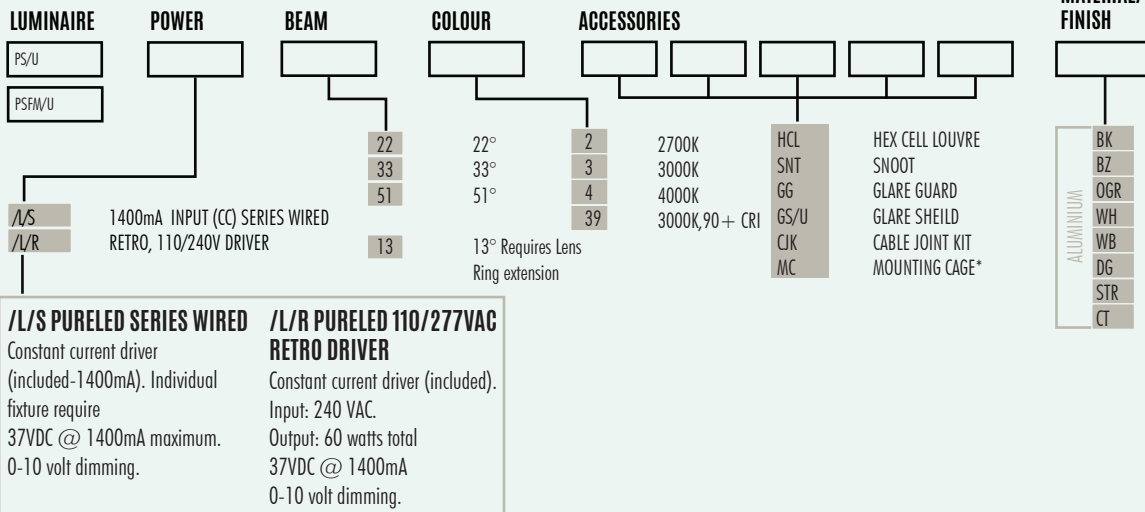 LUMINAIRE POWER BEAM COLOUR ACCESSORIES FINISH
PS/U
PSFM/U
22 22° 2 2700K HCL HEX CELL LOUVRE BK
33 33° 3 3000K SNT SNOOT BZ
51 51° 4 4000K GG GLARE GUARD OGR
/L/S 1400mA INPUT (CC) SERIES WIRED 39 3000K,90+ CRI GS/U GLARE SHEILD WH
/L/R RETRO, 110/240V DRIVER 13 13° Requires Lens CJK CABLE JOINT KIT WB
Ring extension MC MOUNTING CAGE* DG
STR
CT
ALUMINIUM
/L/S PURELED SERIES WIRED
Constant current driver
(included-1400mA). Individual
fixture require
37VDC @ 1400mA maximum.
0-10 volt dimming.
/L/R PURELED 110/277VAC
RETRO DRIVER
Constant current driver (included).
Input: 240 VAC.
Output: 60 watts total
37VDC @ 1400mA
0-10 volt dimming.